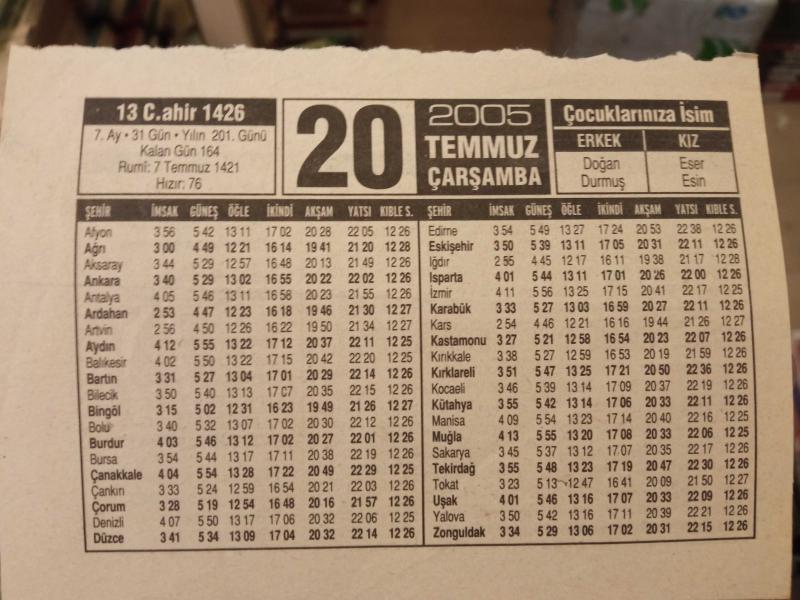 13 C.ahir 1426
7. Ay • 31 Gün • Yılın 201. Günü
Kalan Gün 164
Rumî: 7 Temmuz 1421
Hızır: 76
20
2005
TEMMUZ
ÇARŞAMBA
Çocuklarınıza İsim
ERKEK KIZ
Doğan Eser
Durmuş Esin
ŞEHİR İMSAK GÜNEŞ ÖĞLE İKİNDİ AKŞAM YATSI KIBLE S.
Afyon 3 56 5 42 13 11 17 02 20 28 22 05 12 26
Ağrı 3 00 4 49 12 21 16 14 19 41 21 20 12 28
Aksaray 3 44 5 29 12 57 16 48 20 13 21 49 12 26
Ankara 3 40 5 29 13 02 16 55 20 22 22 02 12 26
Antalya 4 05 5 46 13 11 16 58 20 23 21 55 12 26
Ardahan 2 53 4 47 12 23 16 18 19 46 21 30 12 27
Artvin 2 56 4 50 12 26 16 22 19 50 21 34 12 27
Aydın 4 12 5 55 13 22 17 12 20 37 22 11 12 25
Balıkesir 4 02 5 50 13 22 17 15 20 42 22 20 12 25
Bartın 3 31 5 27 13 04 17 01 20 29 22 14 12 26
Bilecik 3 50 5 40 13 13 17 07 20 35 22 15 12 26
Bingöl 3 15 5 02 12 31 16 23 19 49 21 26 12 27
Bolu 3 40 5 32 13 07 17 02 20 30 22 12 12 26
Burdur 4 03 5 46 13 12 17 02 20 27 22 01 12 26
Bursa 3 54 5 44 13 17 17 11 20 38 22 19 12 26
Çanakkale 4 04 5 54 13 28 17 22 20 49 22 29 12 25
Çankırı 3 33 5 24 12 59 16 54 20 21 22 03 12 26
Çorum 3 28 5 19 12 54 16 48 20 16 21 57 12 26
Denizli 4 07 5 50 13 17 17 06 20 32 22 06 12 25
Düzce 3 41 5 34 13 09 17 04 20 32 22 14 12 26
ŞEHİR İMSAK GÜNEŞ ÖĞLE İKİNDİ AKŞAM YATSI KIBLE S.
Edirne 3 54 5 49 13 27 17 24 20 53 22 38 12 26
Eskişehir 3 50 5 39 13 11 17 05 20 31 22 11 12 26
Iğdır 2 55 4 45 12 17 16 11 19 38 21 17 12 28
Isparta 4 01 5 44 13 11 17 01 20 26 22 00 12 26
İzmir 4 11 5 56 13 25 17 15 20 41 22 17 12 25
Karabük 3 33 5 27 13 03 16 59 20 27 22 11 12 26
Kars 2 54 4 46 12 21 16 16 19 44 21 26 12 27
Kastamonu 3 27 5 21 12 58 16 54 20 23 22 07 12 26
Kırıkkale 3 38 5 27 12 59 16 53 20 19 21 59 12 26
Kırklareli 3 51 5 47 13 25 17 21 20 50 22 36 12 26
Kocaeli 3 46 5 39 13 14 17 09 20 37 22 19 12 26
Kütahya 3 55 5 42 13 14 17 06 20 33 22 11 12 26
Manisa 4 09 5 54 13 23 17 14 20 40 22 16 12 25
Muğla 4 13 5 55 13 20 17 08 20 33 22 06 12 25
Sakarya 3 45 5 37 13 12 17 07 20 35 22 17 12 26
Tekirdağ 3 55 5 48 13 23 17 19 20 47 22 30 12 26
Tokat 3 23 5 13 12 47 16 41 20 09 21 50 12 27
Uşak 4 01 5 46 13 16 17 07 20 33 22 09 12 26
Yalova 3 50 5 42 13 16 17 11 20 39 22 21 12 26
Zonguldak 3 34 5 29 13 06 17 02 20 31 22 15 12 26